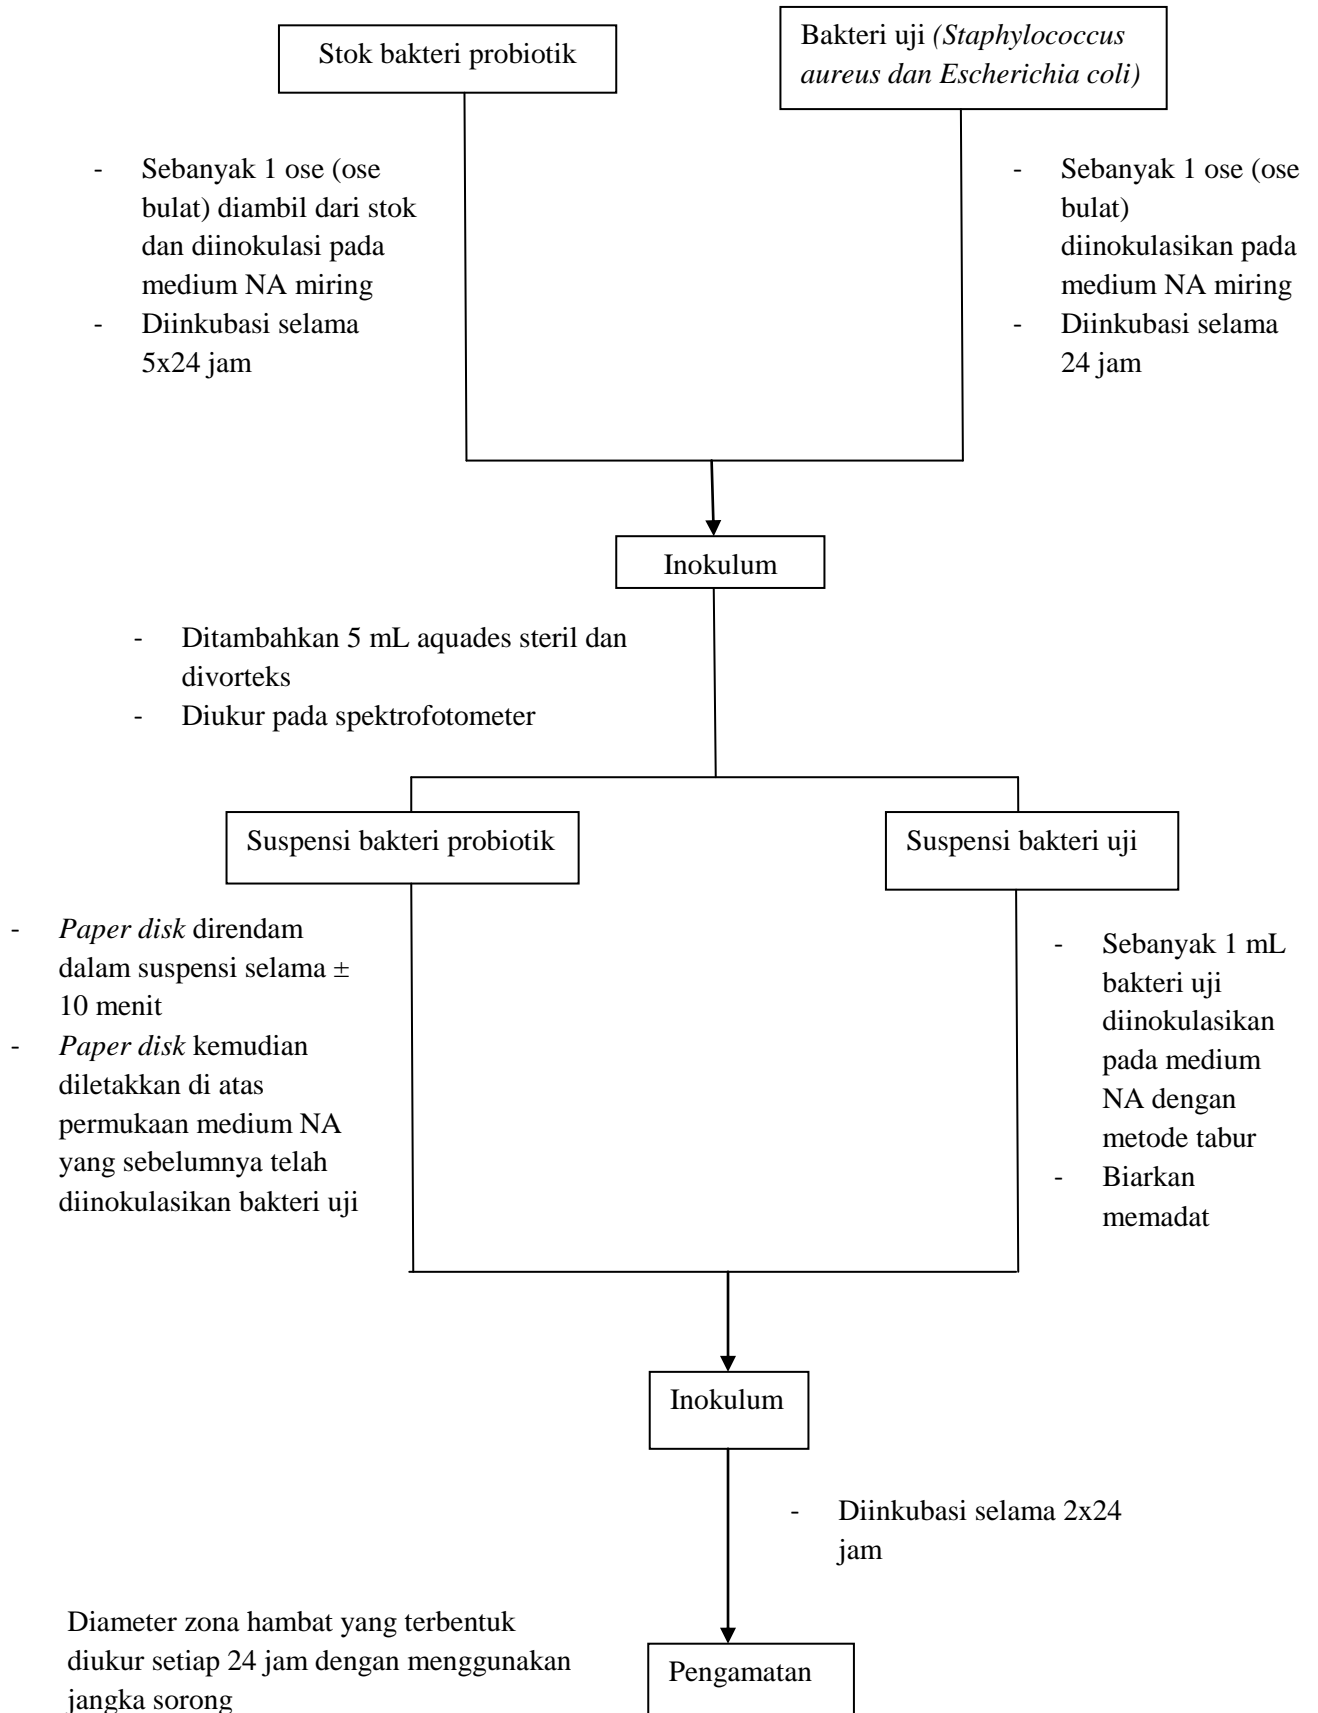 Stok bakteri probiotik
Bakteri uji (Staphylococcus
aureus dan Escherichia coli)
- Sebanyak 1 ose (ose
bulat) diambil dari stok
dan diinokulasi pada
medium NA miring
- Diinkubasi selama
5x24 jam
- Sebanyak 1 ose (ose
bulat)
diinokulasikan pada
medium NA miring
- Diinkubasi selama
24 jam
Inokulum
- Ditambahkan 5 mL aquades steril dan
divorteks
- Diukur pada spektrofotometer
Suspensi bakteri probiotik
Suspensi bakteri uji
- Paper disk direndam
dalam suspensi selama ±
10 menit
- Paper disk kemudian
diletakkan di atas
permukaan medium NA
yang sebelumnya telah
diinokulasikan bakteri uji
- Sebanyak 1 mL
bakteri uji
diinokulasikan
pada medium
NA dengan
metode tabur
- Biarkan
memadat
Inokulum
- Diinkubasi selama 2x24
jam
Diameter zona hambat yang terbentuk
diukur setiap 24 jam dengan menggunakan
jangka sorong
Pengamatan